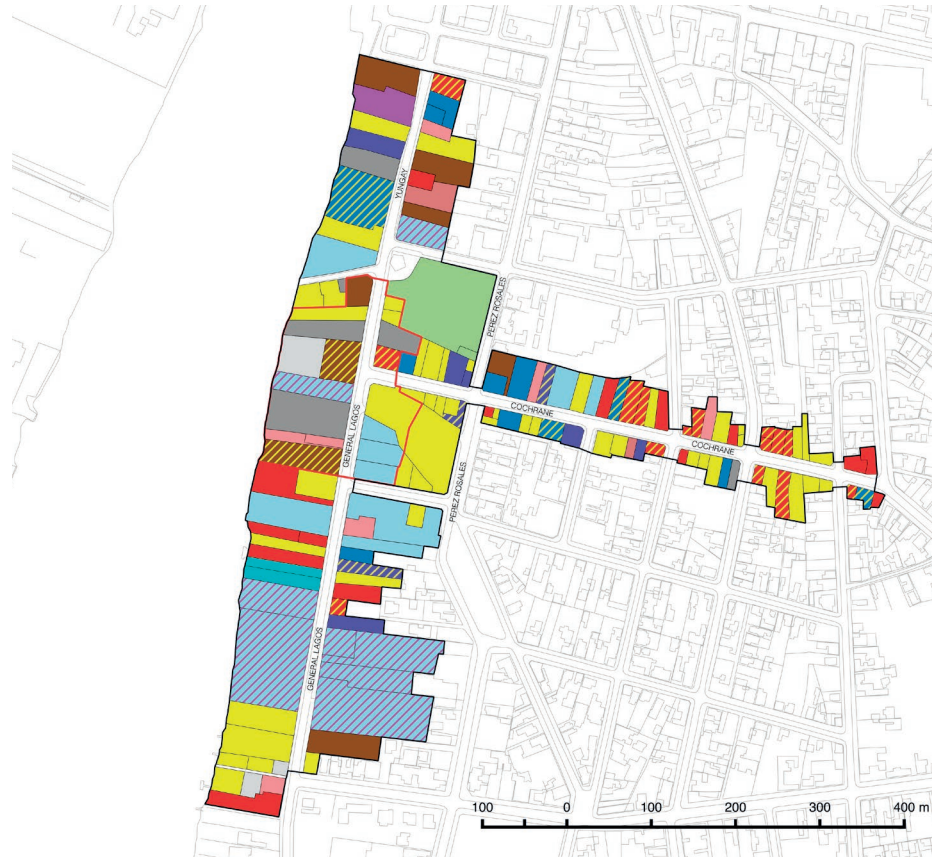 YUNGAY
PEREZ ROSALES
COCHRANE
GENERAL LAGOS
COCHRANE
PEREZ ROSALES
GENERAL LAGOS
100 0 100 200 300 400 m